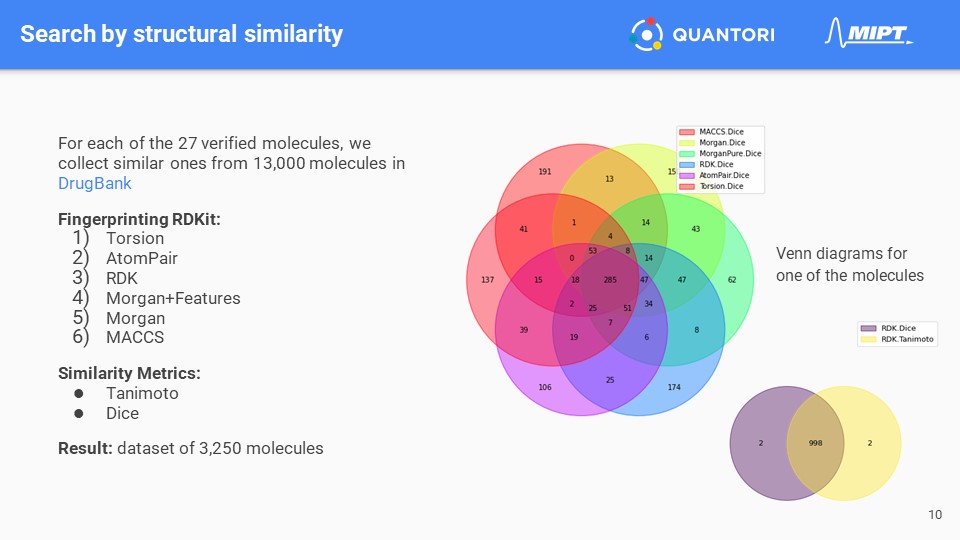 Search by structural similarity
QUANTORI
MIPT
For each of the 27 verified molecules, we
collect similar ones from 13,000 molecules in
DrugBank
Fingerprinting RDKit:
1) Torsion
2) AtomPair
3) RDK
4) Morgan+Features
5) Morgan
6) MACCS
Similarity Metrics:
● Tanimoto
● Dice
Result: dataset of 3,250 molecules
MACCS.Dice
Morgan.Dice
MorganPure.Dice
RDK.Dice
AtomPair.Dice
Torsion.Dice
191
13
15
41
1
14
43
4
53
8
0
14
137
15
18
285
47
47
62
2
25
51
34
39
19
7
6
8
106
25
174
Venn diagrams for
one of the molecules
RDK.Dice
RDK.Tanimoto
2
998
2
10